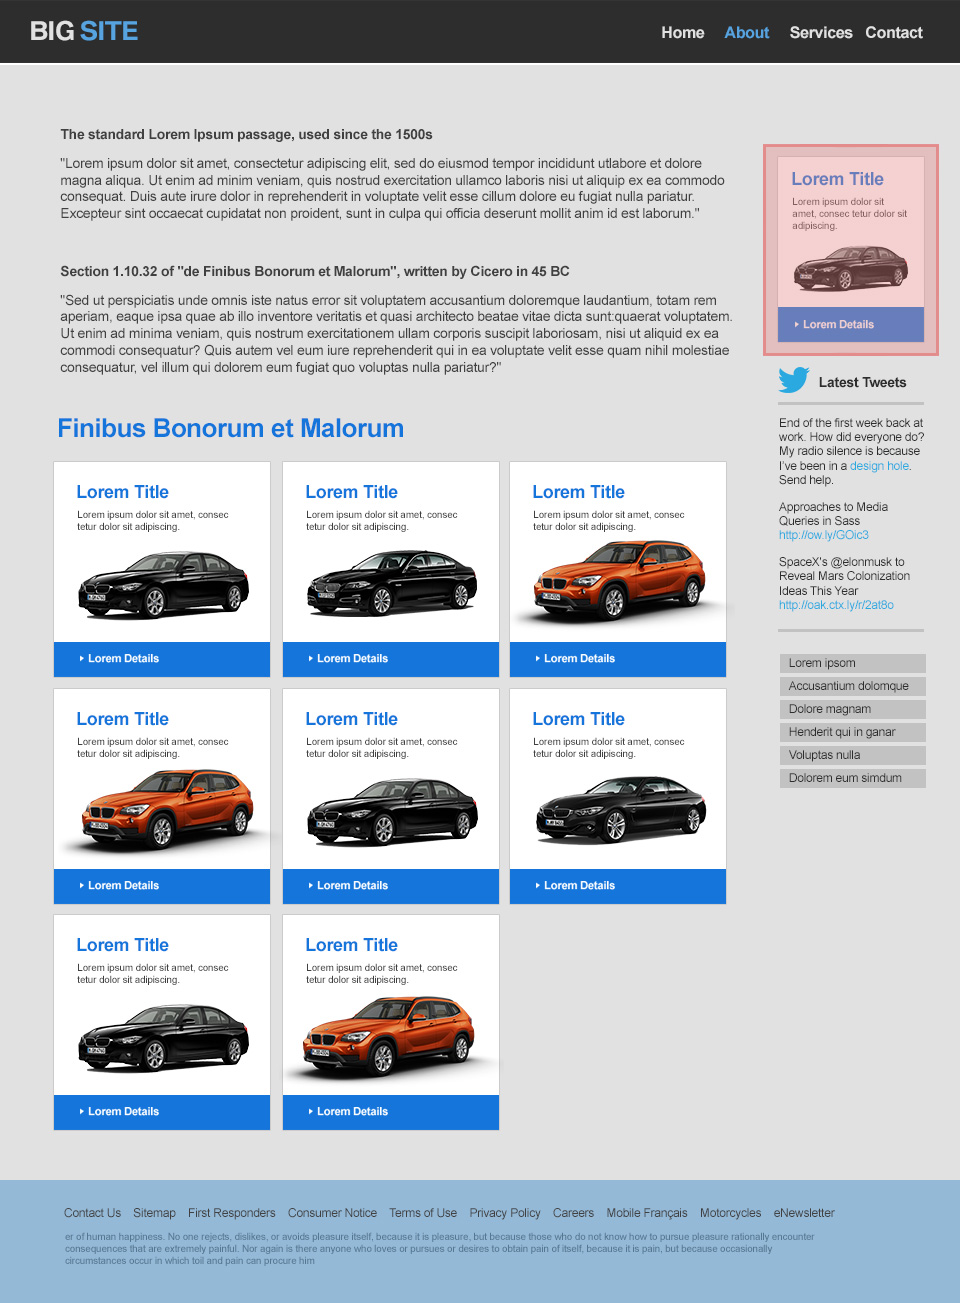 BIG SITE
Home About Services Contact
The standard Lorem Ipsum passage, used since the 1500s
"Lorem ipsum dolor sit amet, consectetur adipiscing elit, sed do eiusmod tempor incididunt utlabore et dolore
magna aliqua. Ut enim ad minim veniam, quis nostrud exercitation ullamco laboris nisi ut aliquip ex ea commodo
consequat. Duis aute irure dolor in reprehenderit in voluptate velit esse cillum dolore eu fugiat nulla pariatur.
Excepteur sint occaecat cupidatat non proident, sunt in culpa qui officia deserunt mollit anim id est laborum."
Section 1.10.32 of "de Finibus Bonorum et Malorum", written by Cicero in 45 BC
"Sed ut perspiciatis unde omnis iste natus error sit voluptatem accusantium doloremque laudantium, totam rem
aperiam, eaque ipsa quae ab illo inventore veritatis et quasi architecto beatae vitae dicta sunt:quaerat voluptatem.
Ut enim ad minima veniam, quis nostrum exercitationem ullam corporis suscipit laboriosam, nisi ut aliquid ex ea
commodi consequatur? Quis autem vel eum iure reprehenderit qui in ea voluptate velit esse quam nihil molestiae
consequatur, vel illum qui dolorem eum fugiat quo voluptas nulla pariatur?"
Finibus Bonorum et Malorum
Lorem Title
Lorem ipsum dolor sit amet, consec
tetur dolor sit adipiscing.
Lorem Details
Lorem Title
Lorem ipsum dolor sit amet, consec
tetur dolor sit adipiscing.
Lorem Details
Lorem Title
Lorem ipsum dolor sit amet, consec
tetur dolor sit adipiscing.
Lorem Details
Lorem Title
Lorem ipsum dolor sit amet, consec
tetur dolor sit adipiscing.
Lorem Details
Lorem Title
Lorem ipsum dolor sit amet, consec
tetur dolor sit adipiscing.
Lorem Details
Lorem Title
Lorem ipsum dolor sit amet, consec
tetur dolor sit adipiscing.
Lorem Details
Lorem Title
Lorem ipsum dolor sit amet, consec
tetur dolor sit adipiscing.
Lorem Details
Lorem Title
Lorem ipsum dolor sit amet, consec
tetur dolor sit adipiscing.
Lorem Details
Lorem Title
Lorem ipsum dolor sit
amet, consec tetur dolor sit
adipiscing.
Lorem Details
Latest Tweets
End of the first week back at
work. How did everyone do?
My radio silence is because
I've been in a design hole.
Send help.
Approaches to Media
Queries in Sass
http://ow.ly/GOic3
SpaceX's @elonmusk to
Reveal Mars Colonization
Ideas This Year
http://oak.ctx.ly/r/2at8o
Lorem ipsom
Accusantium dolomque
Dolore magnam
Henderit qui in ganar
Voluptas nulla
Dolorem eum simdum
Contact Us Sitemap First Responders Consumer Notice Terms of Use Privacy Policy Careers Mobile Français Motorcycles eNewsletter
er of human happiness. No one rejects, dislikes, or avoids pleasure itself, because it is pleasure, but because those who do not know how to pursue pleasure rationally encounter
consequences that are extremely painful. Nor again is there anyone who loves or pursues or desires to obtain pain of itself, because it is pain, but because occasionally
circumstances occur in which toil and pain can procure him